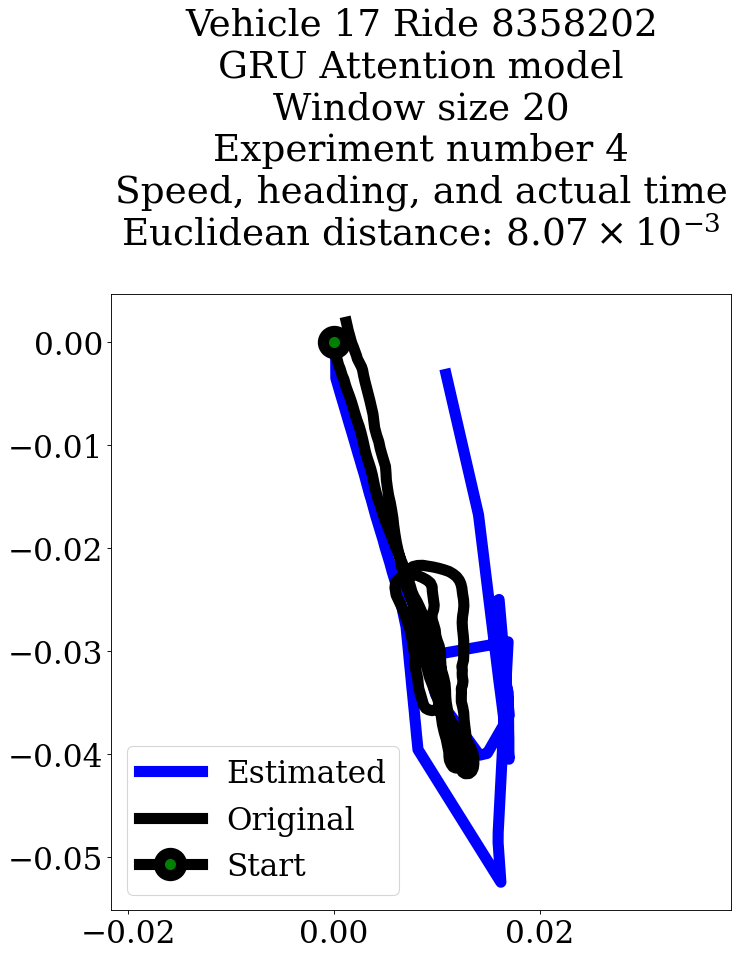 Vehicle 17 Ride 8358202
GRU Attention model
Window size 20
Experiment number 4
Speed, heading, and actual time
Euclidean distance: 8.07 × 10⁻³
0.00
−0.01
−0.02
−0.03
−0.04
−0.05
Estimated
Original
Start
−0.02 0.00 0.02